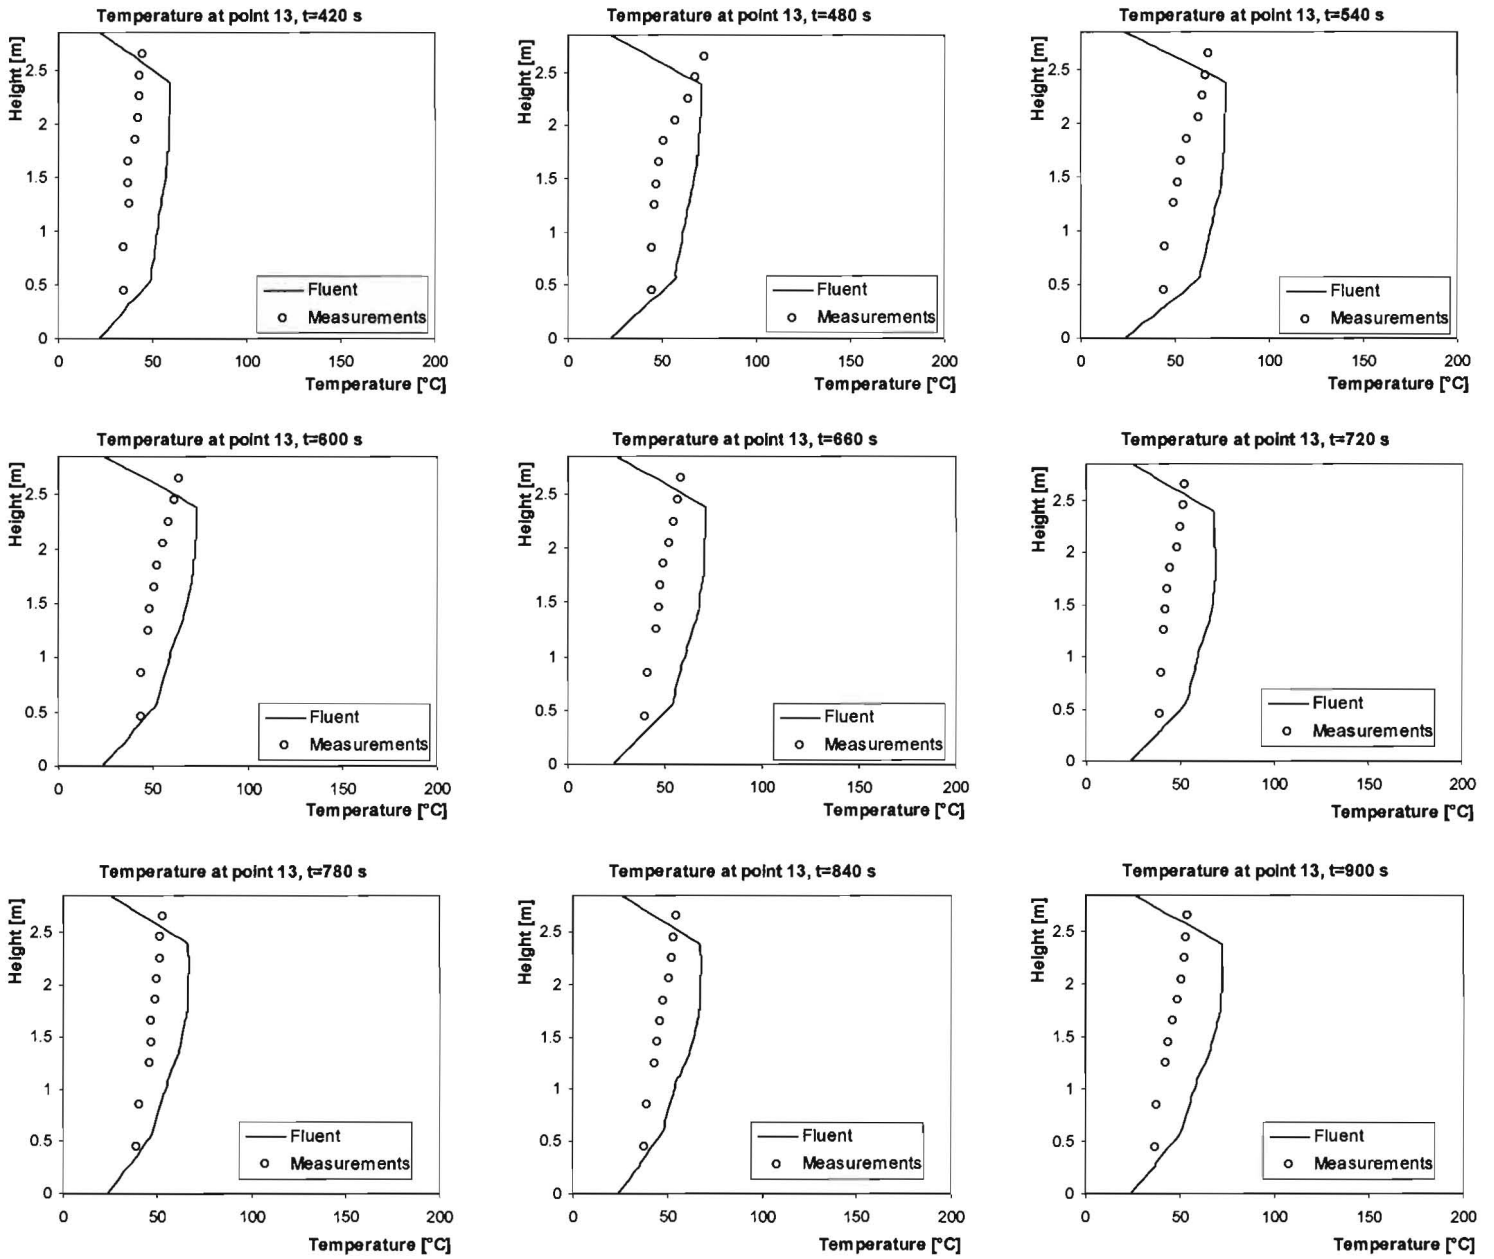 Temperature at point 13, t=420 s
Height [m]
2.5
2
1.5
1
0.5
0
Fluent
Measurements
0 50 100 150 200
Temperature [°C]
Temperature at point 13, t=480 s
Height [m]
2.5
2
1.5
1
0.5
0
Fluent
Measurements
0 50 100 150 200
Temperature [°C]
Temperature at point 13, t=540 s
Height [m]
2.5
2
1.5
1
0.5
0
Fluent
Measurements
0 50 100 150 200
Temperature [°C]
Temperature at point 13, t=600 s
Height [m]
2.5
2
1.5
1
0.5
0
Fluent
Measurements
0 50 100 150 200
Temperature [°C]
Temperature at point 13, t=660 s
Height [m]
2.5
2
1.5
1
0.5
0
Fluent
Measurements
0 50 100 150 200
Temperature [°C]
Temperature at point 13, t=720 s
Height [m]
2.5
2
1.5
1
0.5
0
Fluent
Measurements
0 50 100 150 200
Temperature [°C]
Temperature at point 13, t=780 s
Height [m]
2.5
2
1.5
1
0.5
0
Fluent
Measurements
0 50 100 150 200
Temperature [°C]
Temperature at point 13, t=840 s
Height [m]
2.5
2
1.5
1
0.5
0
Fluent
Measurements
0 50 100 150 200
Temperature [°C]
Temperature at point 13, t=900 s
Height [m]
2.5
2
1.5
1
0.5
0
Fluent
Measurements
0 50 100 150 200
Temperature [°C]